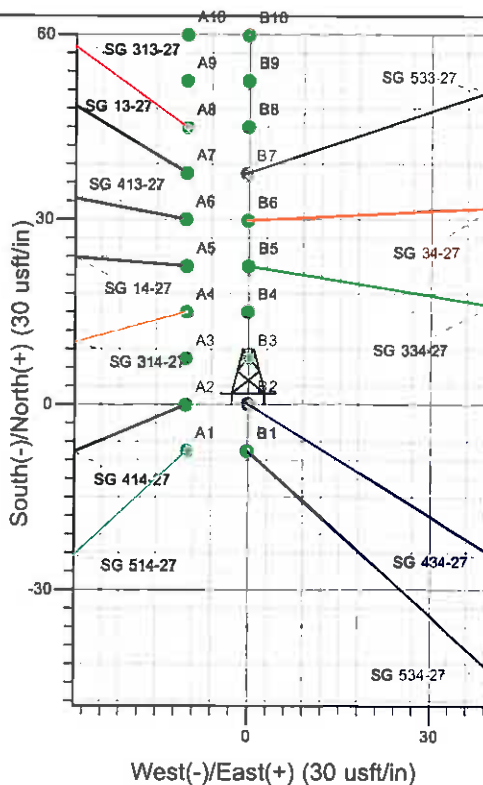 60
A10
B10
SG 313-27
A9
B9
SG 533-27
SG 13-27
A8
B8
A7
B7
SG 413-27
A6
B6
30
A5
B5
SG 34-27
SG 14-27
A4
B4
SG 334-27
A3
B3
SG 314-27
A2
B2
0
A1
B1
SG 414-27
SG 434-27
SG 514-27
-30
SG 534-27
South(-)/North(+) (30 usft/in)
0
30
West(-)/East(+) (30 usft/in)